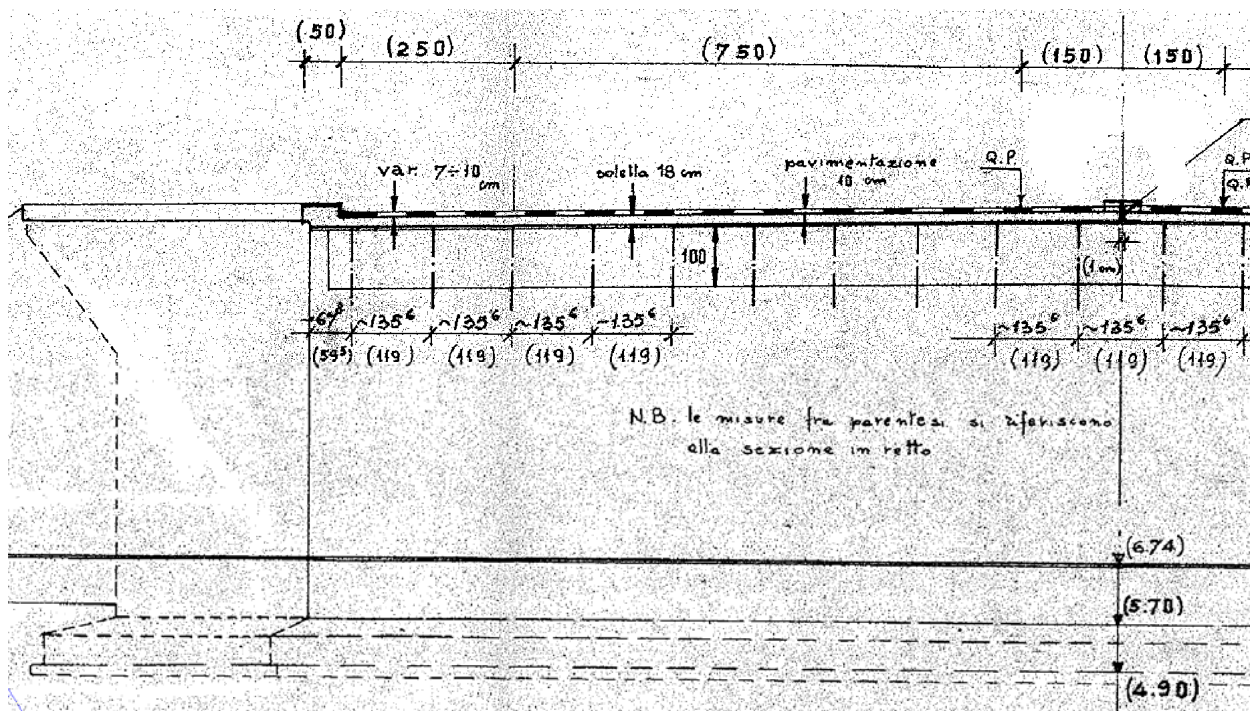 (50) (250) (750) (150) (150)
var. 7÷10 cm
soletta 18 cm
pavimentazione
10 cm
Q.P.
Q.P
100
(1 cm)
~135⁶ ~135⁶ ~135⁶ ~135⁶ ~135⁶ ~135⁶ ~135⁶
(59⁵) (119) (119) (119) (119) (119) (119) (119)
N.B. le misure fra parentesi si riferiscono
alla sezione in retto
(6.74)
(5.70)
(4.90)